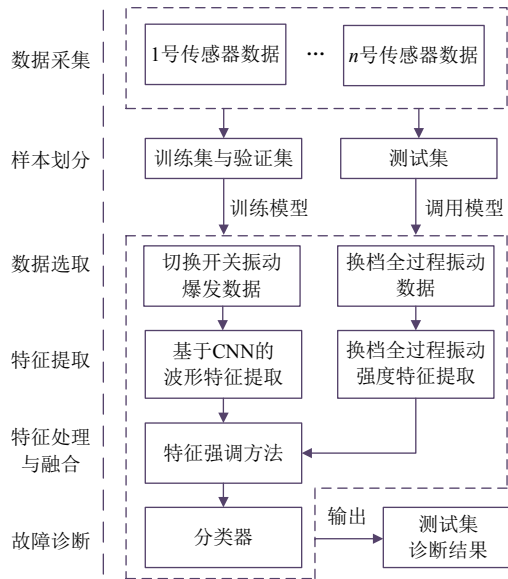 数据采集
1号传感器数据
···
n号传感器数据
样本划分
训练集与验证集
测试集
训练模型
调用模型
数据选取
切换开关振动
爆发数据
换档全过程振动
数据
特征提取
基于CNN的
波形特征提取
换档全过程振动
强度特征提取
特征处理
与融合
特征强调方法
故障诊断
分类器
输出
测试集
诊断结果